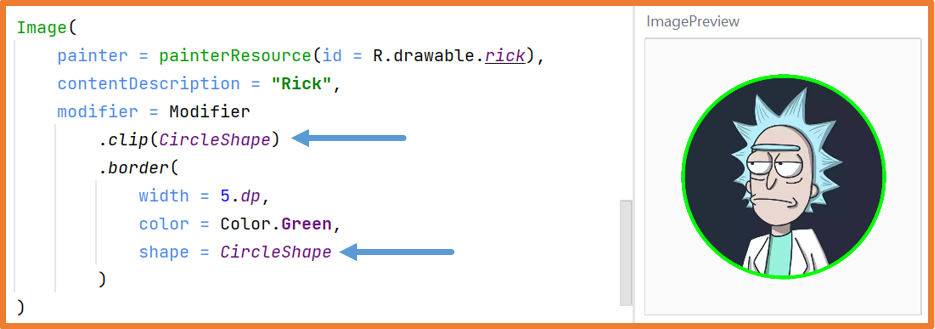 Image(
painter = painterResource(id = R.drawable.rick),
contentDescription = "Rick",
modifier = Modifier
.clip(CircleShape)
.border(
width = 5.dp,
color = Color.Green,
shape = CircleShape
)
)
ImagePreview